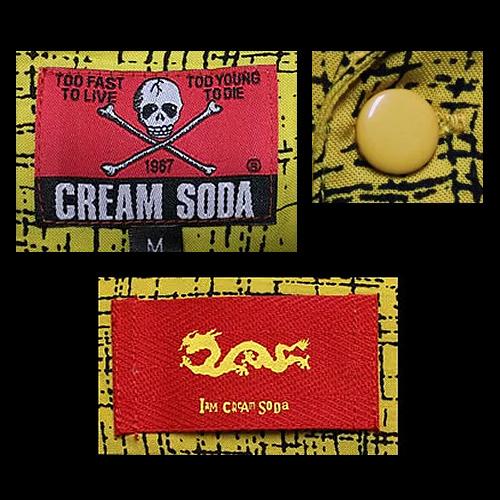 TOO FAST TOO YOUNG
TO LIVE TO DIE
1967 ®
CREAM SODA
M
I AM CREAM SODA